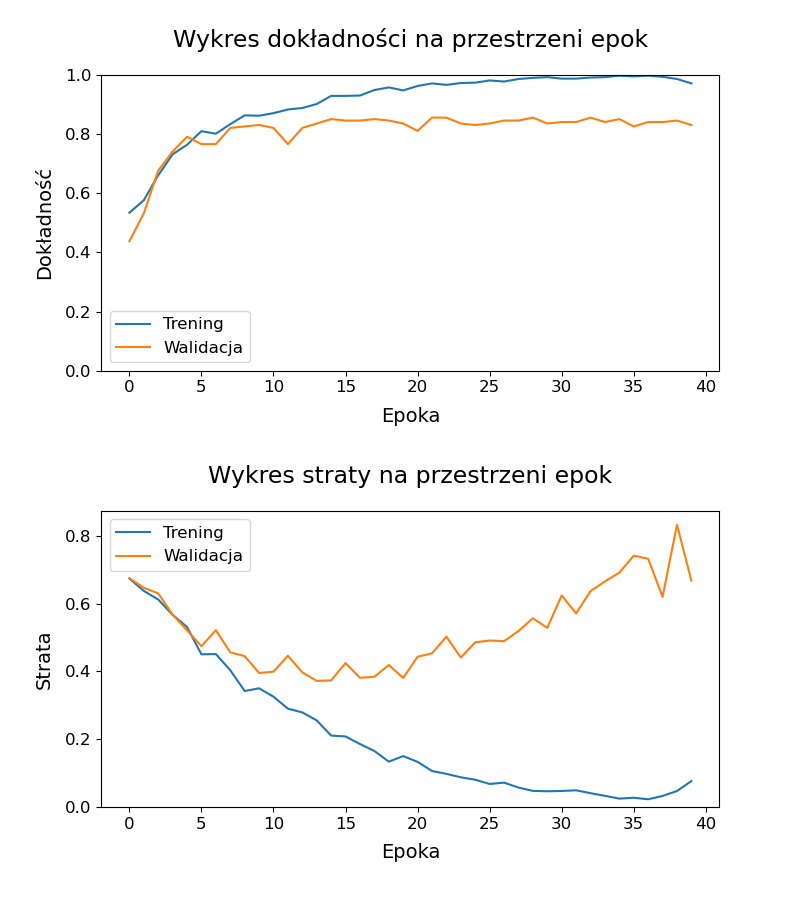 Wykres dokładności na przestrzeni epok
1.0
0.8
0.6
0.4
0.2
0.0
Dokładność
Trening
Walidacja
0 5 10 15 20 25 30 35 40
Epoka
Wykres straty na przestrzeni epok
0.8
0.6
0.4
0.2
0.0
Strata
Trening
Walidacja
0 5 10 15 20 25 30 35 40
Epoka